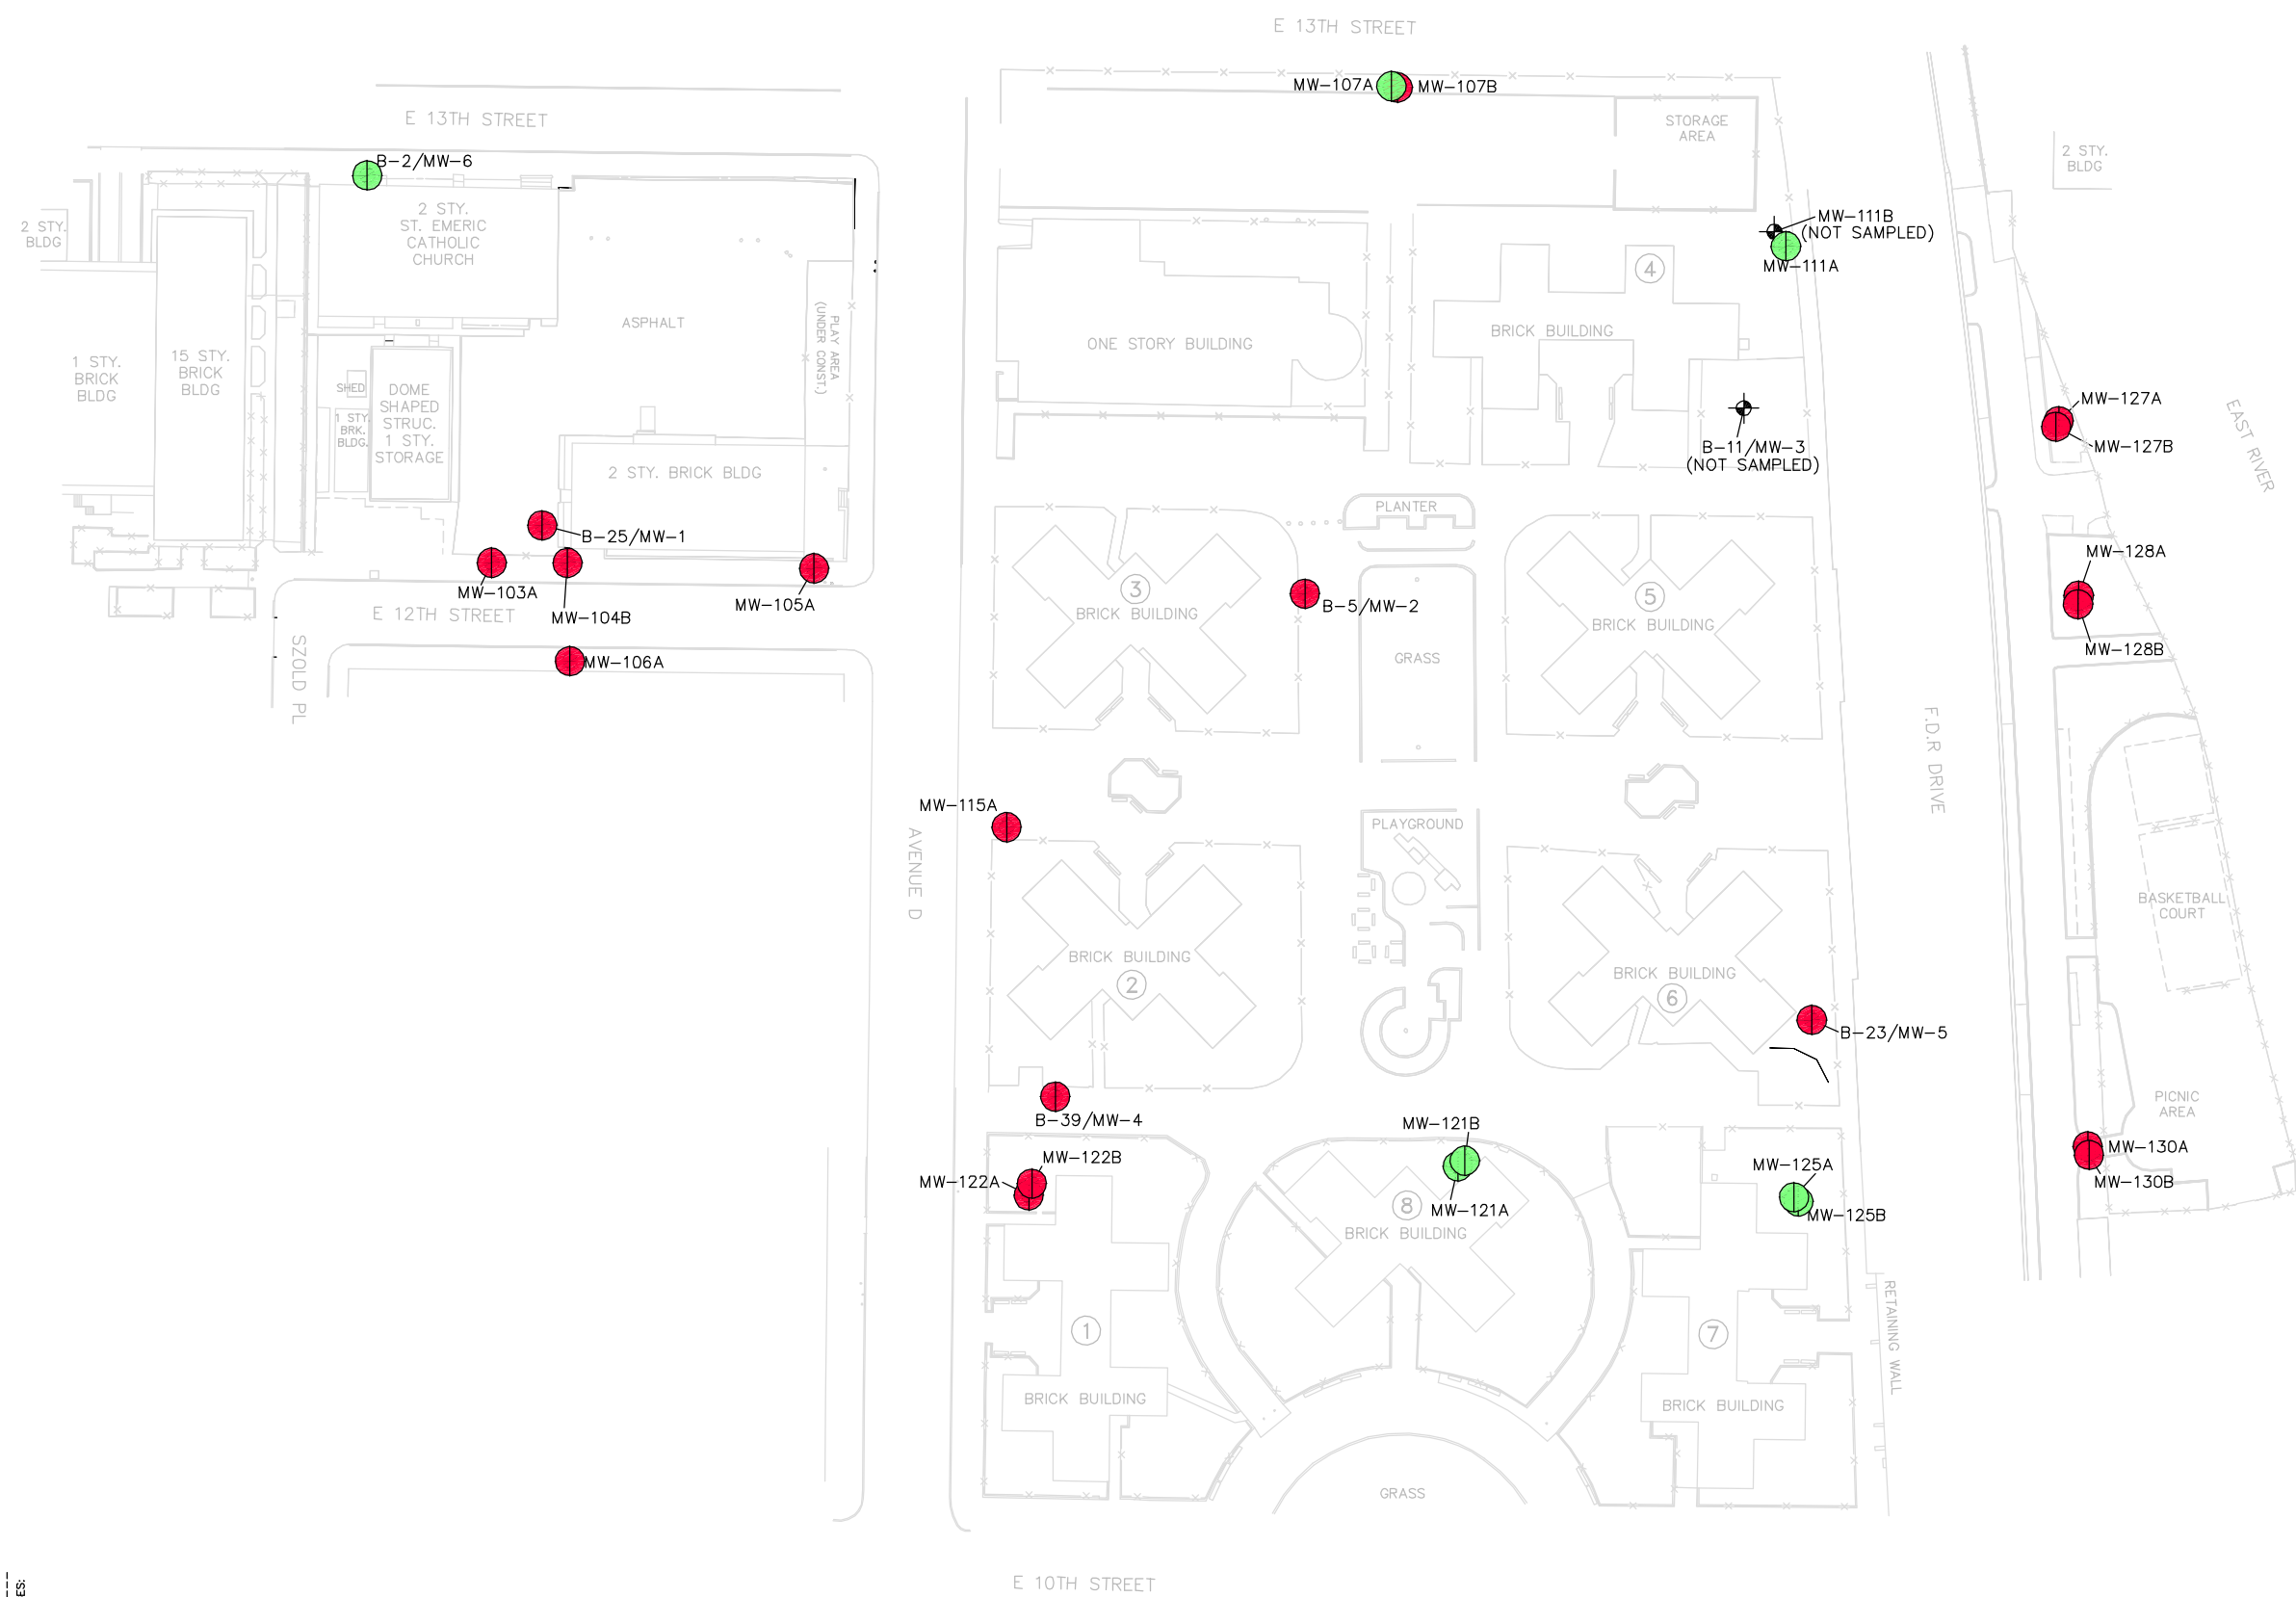 E 13TH STREET
MW-107A
MW-107B
E 13TH STREET
STORAGE
AREA
2 STY.
BLDG
B-2/MW-6
2 STY.
ST. EMERIC
CATHOLIC
CHURCH
2 STY.
BLDG
MW-111B
(NOT SAMPLED)
MW-111A
4
ASPHALT
PLAY AREA
(UNDER CONST.)
ONE STORY BUILDING
BRICK BUILDING
1 STY.
BRICK
BLDG
15 STY.
BRICK
BLDG
SHED
DOME
SHAPED
STRUC.
1 STY.
STORAGE
1 STY.
BRK.
BLDG.
MW-127A
MW-127B
EAST RIVER
B-11/MW-3
(NOT SAMPLED)
2 STY. BRICK BLDG
PLANTER
B-25/MW-1
MW-103A
MW-104B
MW-105A
E 12TH STREET
MW-106A
SZOLD PL
3
BRICK BUILDING
B-5/MW-2
GRASS
5
BRICK BUILDING
MW-128A
MW-128B
F.D.R DRIVE
MW-115A
AVENUE D
PLAYGROUND
BASKETBALL
COURT
BRICK BUILDING
2
BRICK BUILDING
6
B-23/MW-5
B-39/MW-4
PICNIC
AREA
MW-121B
MW-122B
MW-122A
MW-121A
8
BRICK BUILDING
MW-125A
MW-125B
MW-130A
MW-130B
1
7
RETAINING WALL
BRICK BUILDING
BRICK BUILDING
GRASS
E 10TH STREET
ES: